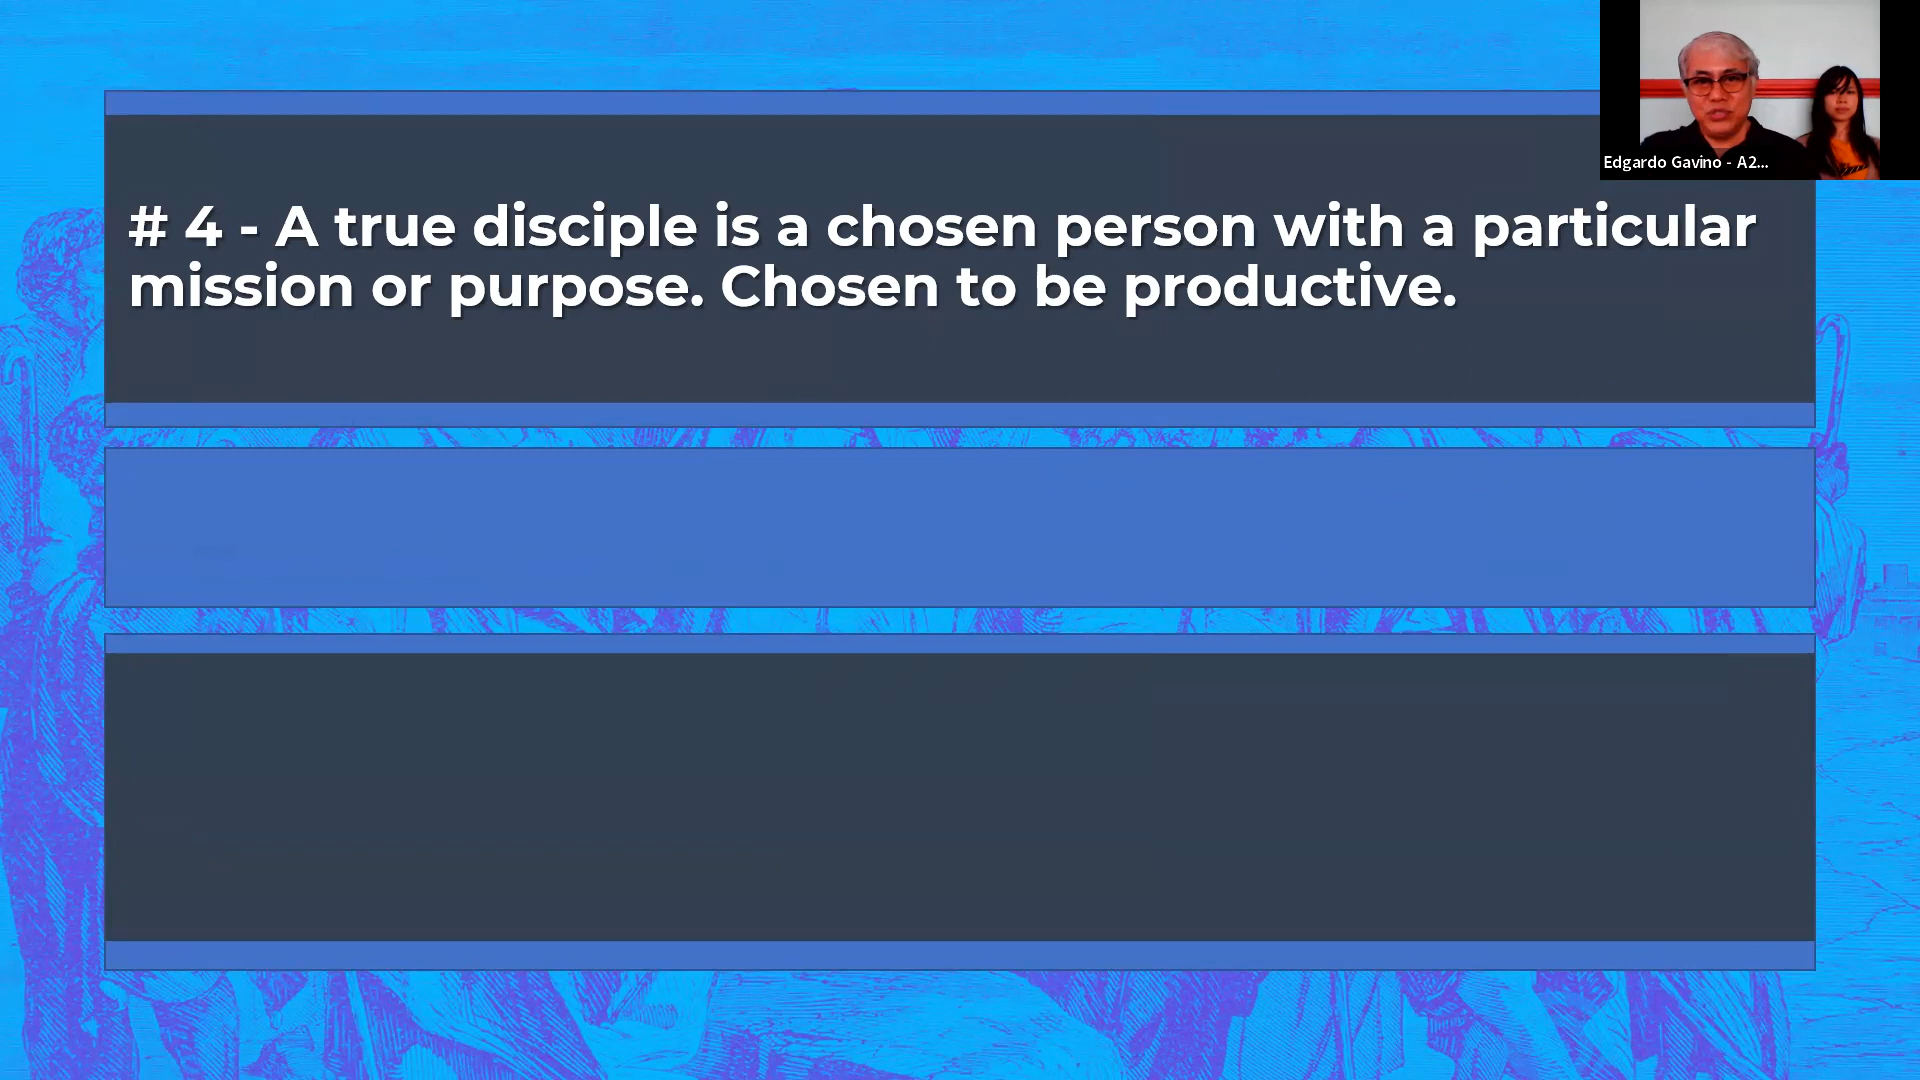 # 4 - A true disciple is a chosen person with a particular
mission or purpose. Chosen to be productive.
Edgardo Gavino - A2...